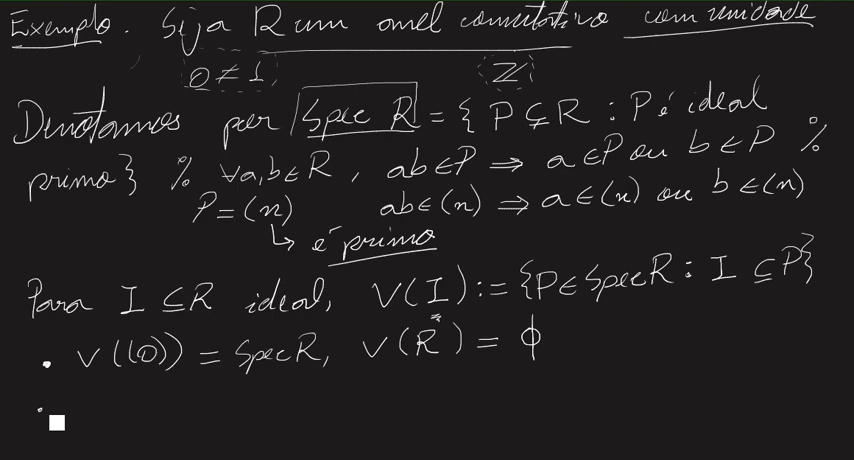 Exemplo. Sija R um anel comutativo com unidade
0 ≠ 1 ℤ
Denotamos por Spec R = { P ⊊ R : P é ideal
primo} % ∀a,b ∈ R, ab ∈ P ⇒ a ∈ P ou b ∈ P %
P = (n) ab ∈ (n) ⇒ a ∈ (n) ou b ∈ (n)
↳ é primo
Para I ⊆ R ideal, V(I) := {P ∈ Spec R : I ⊆ P}
• V((0)) = Spec R, V(R) = ϕ